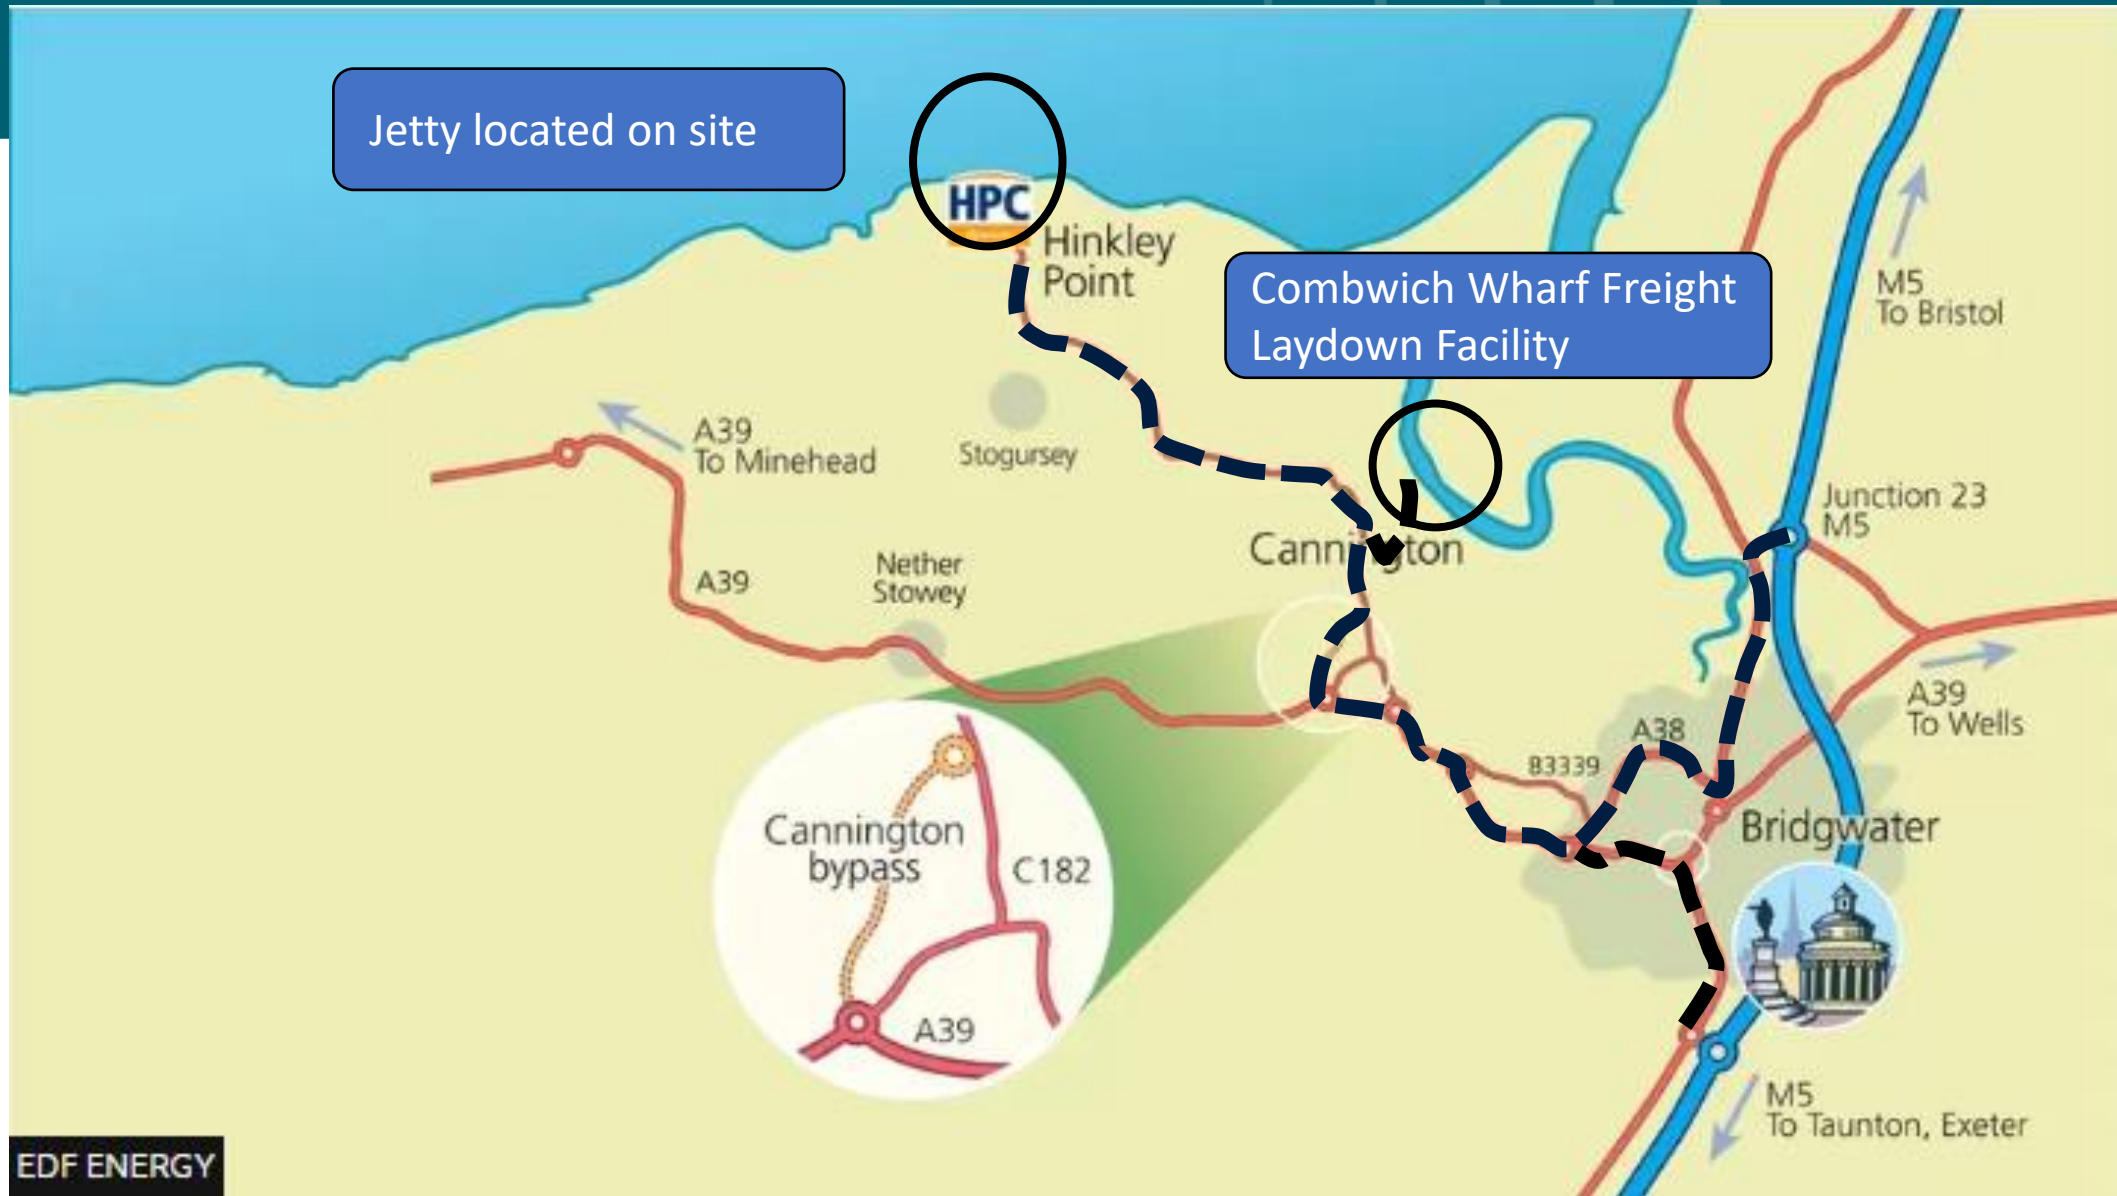 Jetty located on site
HPC
Hinkley
Point
Combwich Wharf Freight
Laydown Facility
M5
To Bristol
A39
To Minehead
Stogursey
Junction 23
M5
Cannington
Nether
Stowey
A39
A39
To Wells
A38
B3339
Bridgwater
Cannington
bypass
C182
A39
M5
To Taunton, Exeter
EDF ENERGY